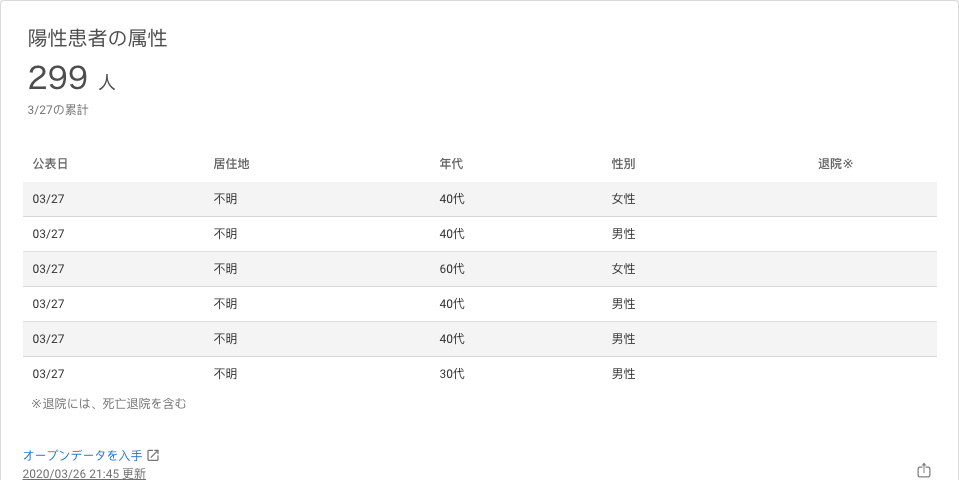 陽性患者の属性
299 人
3/27の累計
公表日 居住地 年代 性別 退院※
03/27 不明 40代 女性
03/27 不明 40代 男性
03/27 不明 60代 女性
03/27 不明 40代 男性
03/27 不明 40代 男性
03/27 不明 30代 男性
※退院には、死亡退院を含む
オープンデータを入手
2020/03/26 21:45 更新